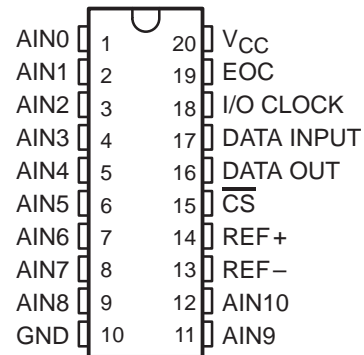 AIN0 1 20 VCC
AIN1 2 19 EOC
AIN2 3 18 I/O CLOCK
AIN3 4 17 DATA INPUT
AIN4 5 16 DATA OUT
AIN5 6 15 C̅S̅
AIN6 7 14 REF+
AIN7 8 13 REF−
AIN8 9 12 AIN10
GND 10 11 AIN9